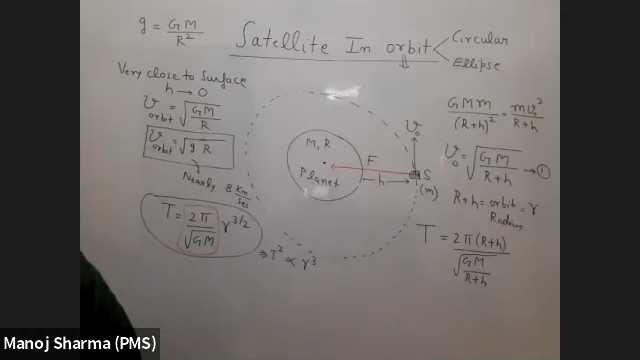 g = GM / R²
Satellite In orbit
Circular
Ellipse
Very close to Surface
h → 0
v orbit = √(GM / R)
v orbit = √(g R)
Nearly 8 Km/sec
T = 2π / √GM r^3/2
⇒ T² ∝ r³
M, R
Planet
F
h
v₀
S
(m)
GMm / (R+h)² = mv₀² / R+h
v₀ = √(GM / R+h) → ①
R+h = orbit Radius = r
T = 2π(R+h) / √(GM / R+h)
Manoj Sharma (PMS)